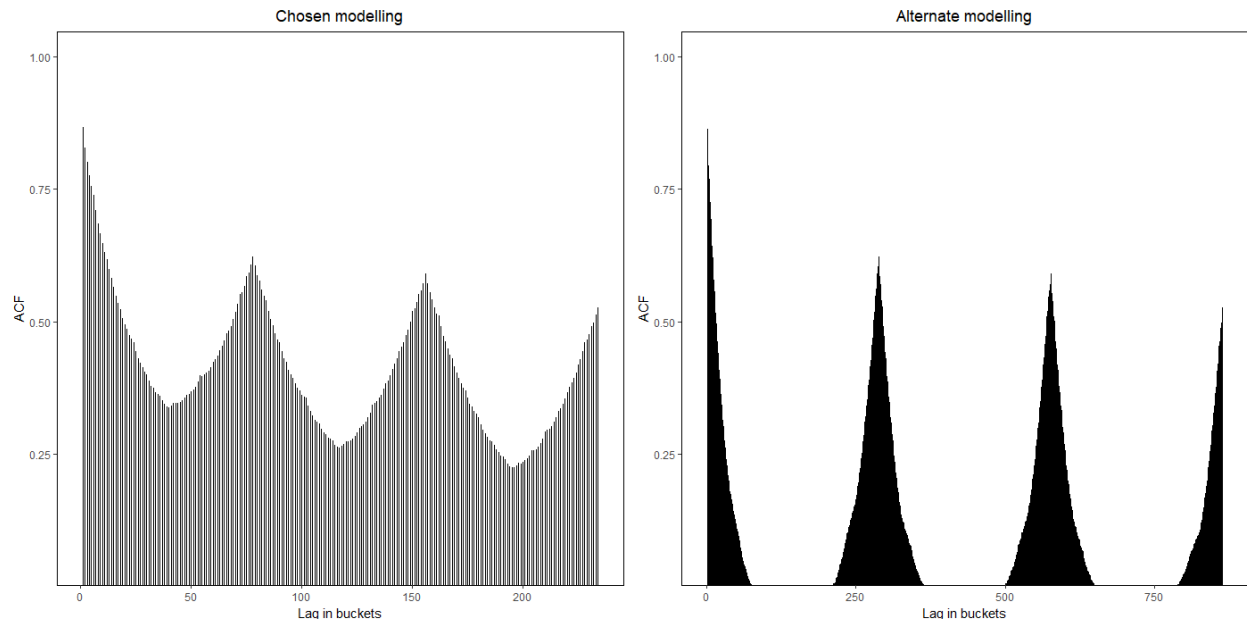 Chosen modelling
1.00
0.75
0.50
0.25
ACF
0
50
100
150
200
Lag in buckets
Alternate modelling
1.00
0.75
0.50
0.25
ACF
0
250
500
750
Lag in buckets